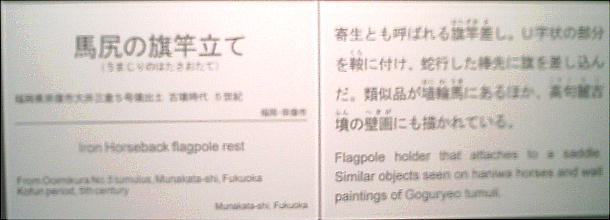 馬尻の旗竿立て
(うまじりのはたさおたて)
福岡県宗像市大井三倉5号墳出土 古墳時代 5世紀
福岡・宗像市
Iron Horseback flagpole rest
From Ooimikura No.5 tumulus, Munakata-shi, Fukuoka
Kofun period, 5th century
Munakata-shi, Fukuoka
寄生とも呼ばれる旗竿差し。U字状の部分
を鞍に付け、蛇行した棒先に旗を差し込ん
だ。類似品が埴輪馬にあるほか、高句麗古
墳の壁画にも描かれている。
Flagpole holder that attaches to a saddle.
Similar objects seen on haniwa horses and wall
paintings of Goguryeo tumuli.